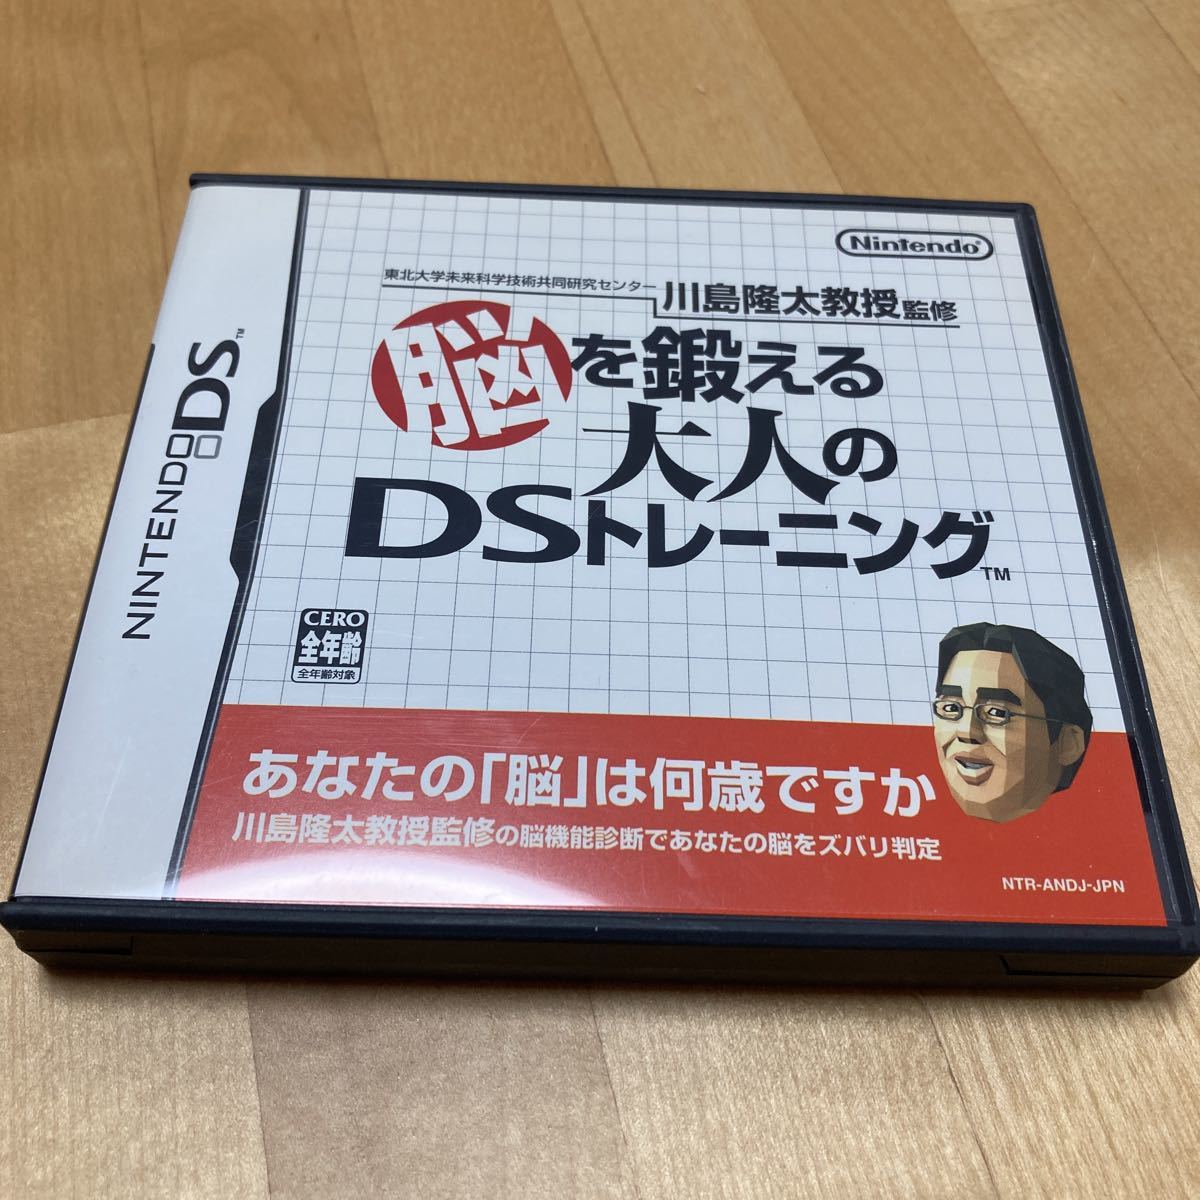 NINTENDO DS™
Nintendo®
東北大学未来科学技術共同研究センター
川島隆太教授監修
脳を鍛える
大人の
DSトレーニング™
CERO
全年齢
全年齢対象
あなたの「脳」は何歳ですか
川島隆太教授監修の脳機能診断であなたの脳をズバリ判定
NTR-ANDJ-JPN